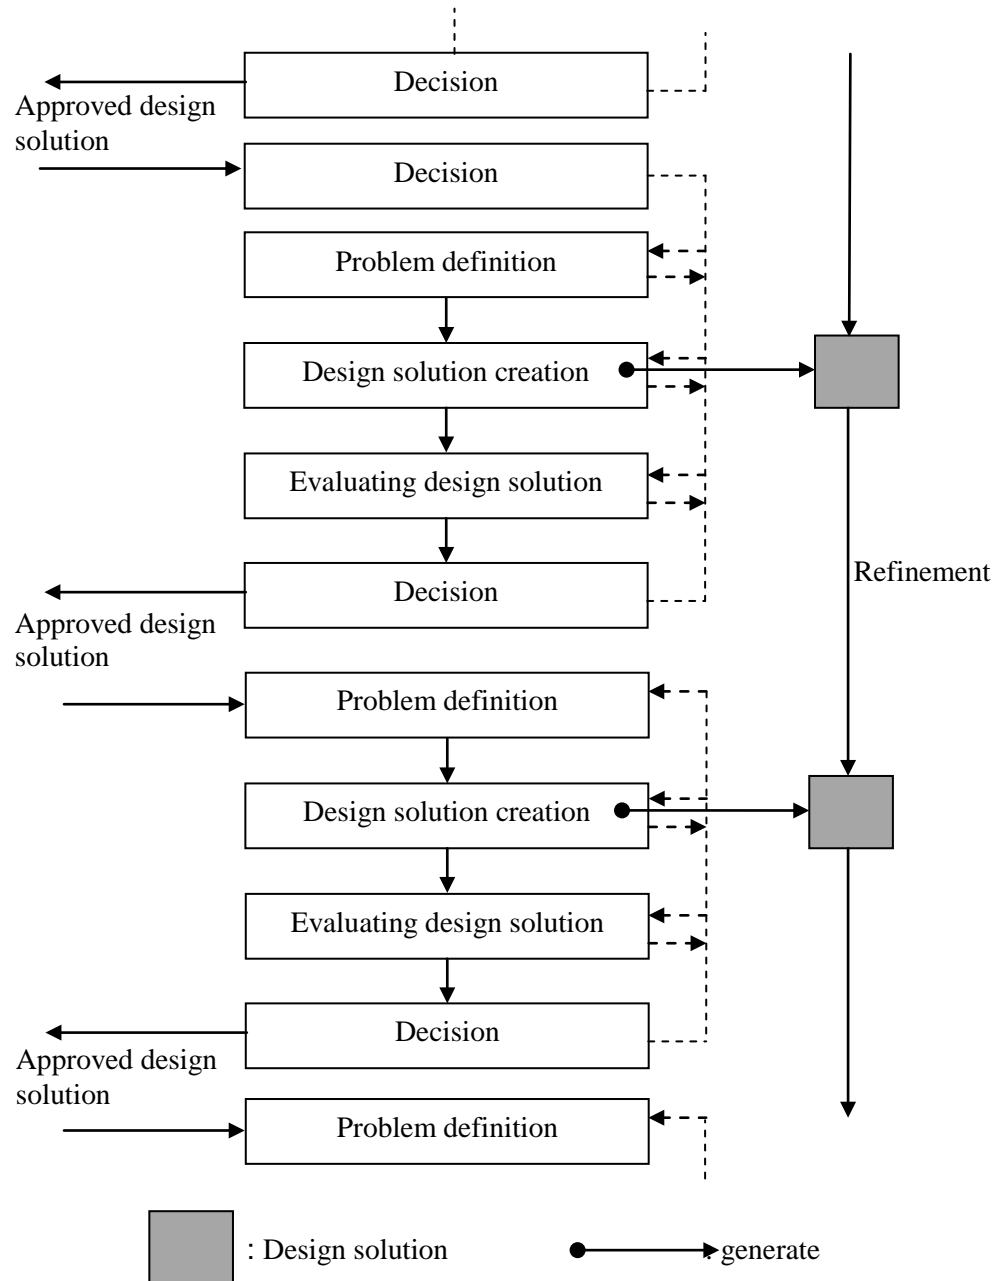 Decision
Approved design
solution
Decision
Problem definition
Design solution creation
Evaluating design solution
Refinement
Decision
Approved design
solution
Problem definition
Design solution creation
Evaluating design solution
Decision
Approved design
solution
Problem definition
: Design solution
: generate